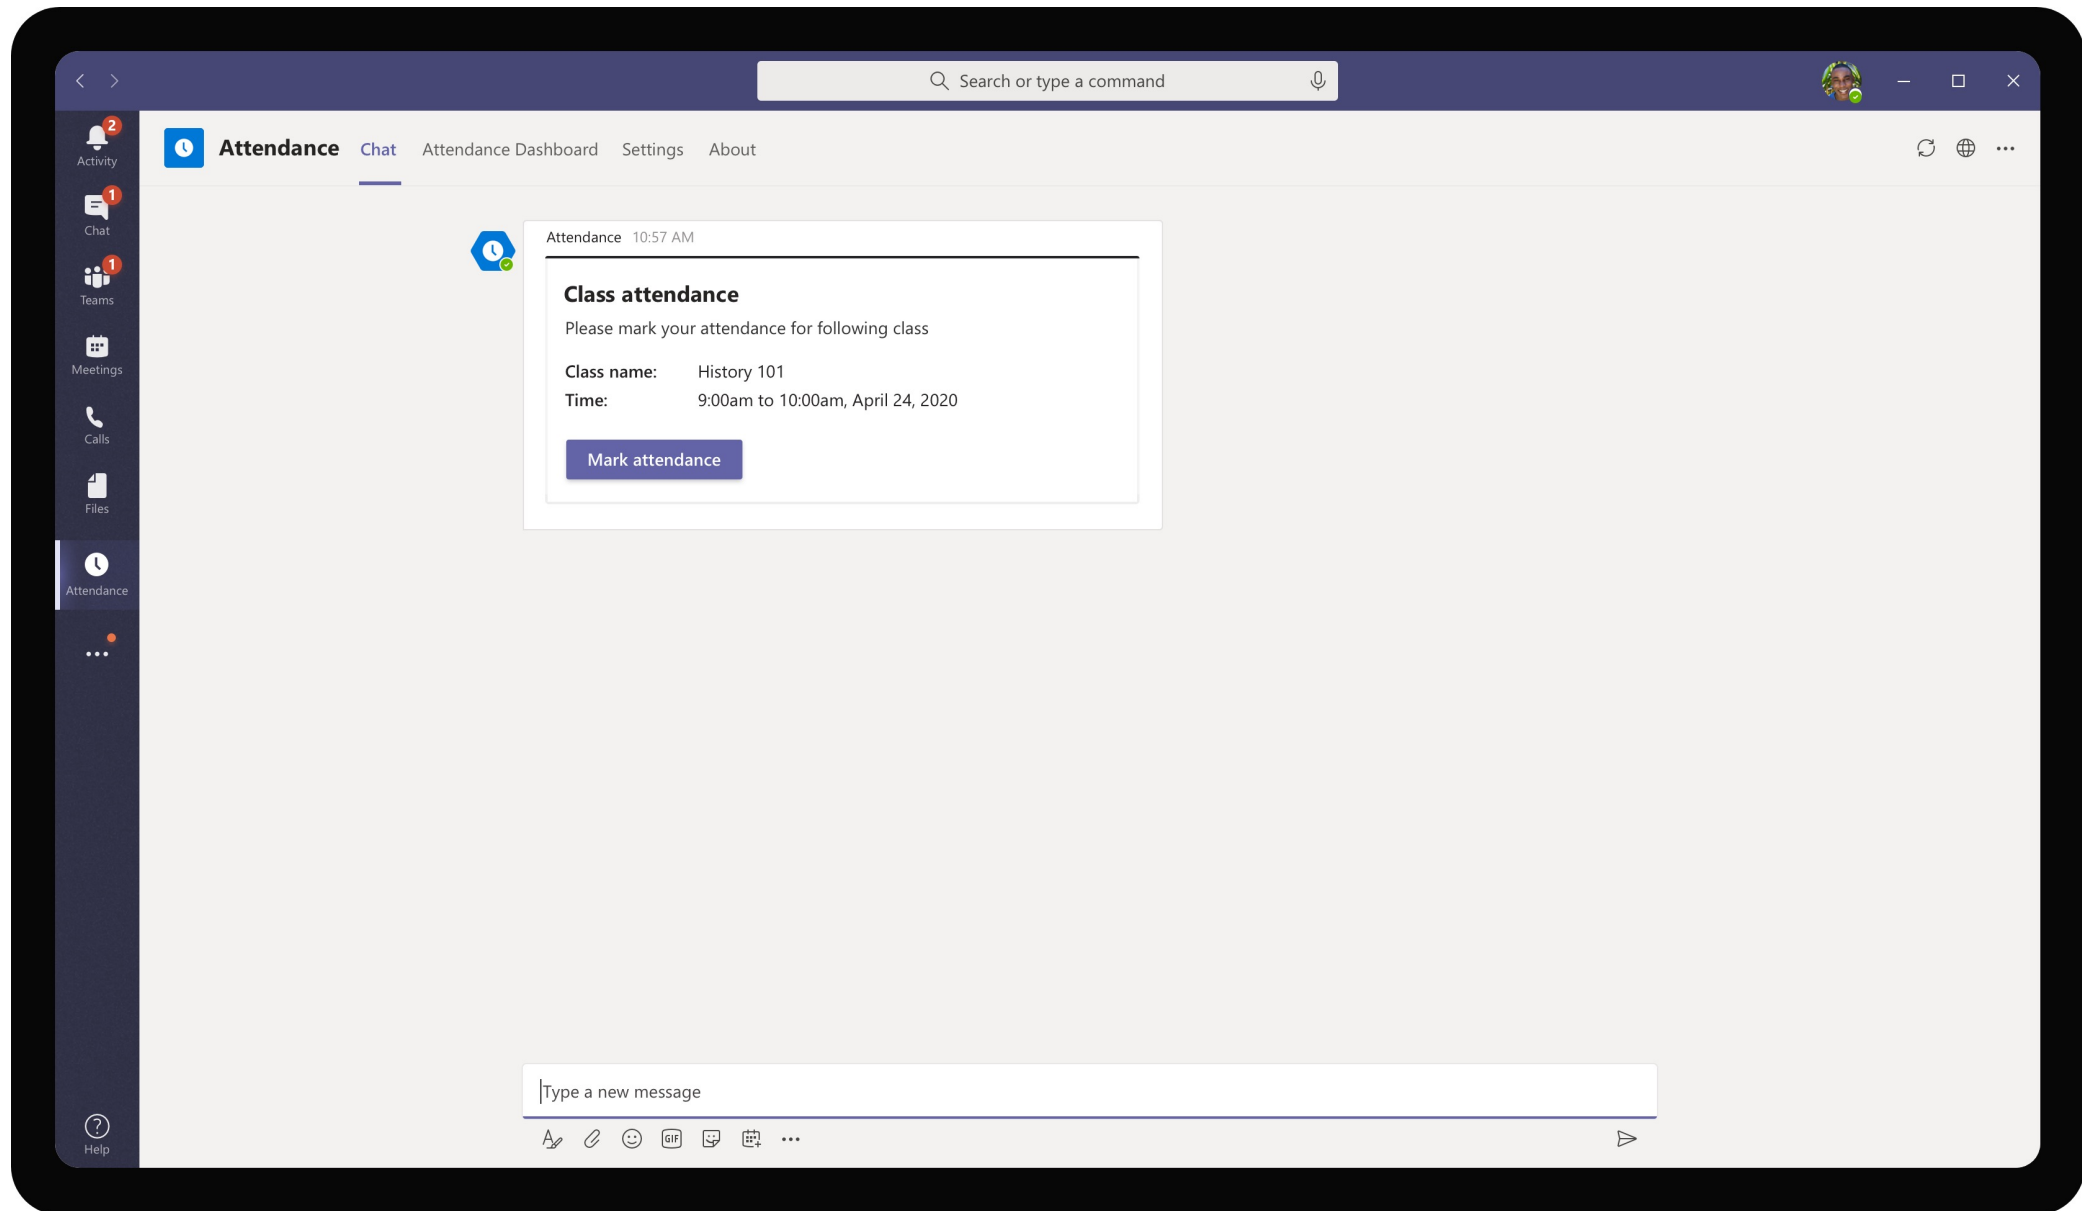 Search or type a command
2
Activity
1
Chat
1
Teams
Meetings
Calls
Files
Attendance
Help
Attendance Chat Attendance Dashboard Settings About
Attendance 10:57 AM
Class attendance
Please mark your attendance for following class
Class name: History 101
Time: 9:00am to 10:00am, April 24, 2020
Mark attendance
Type a new message
GIF